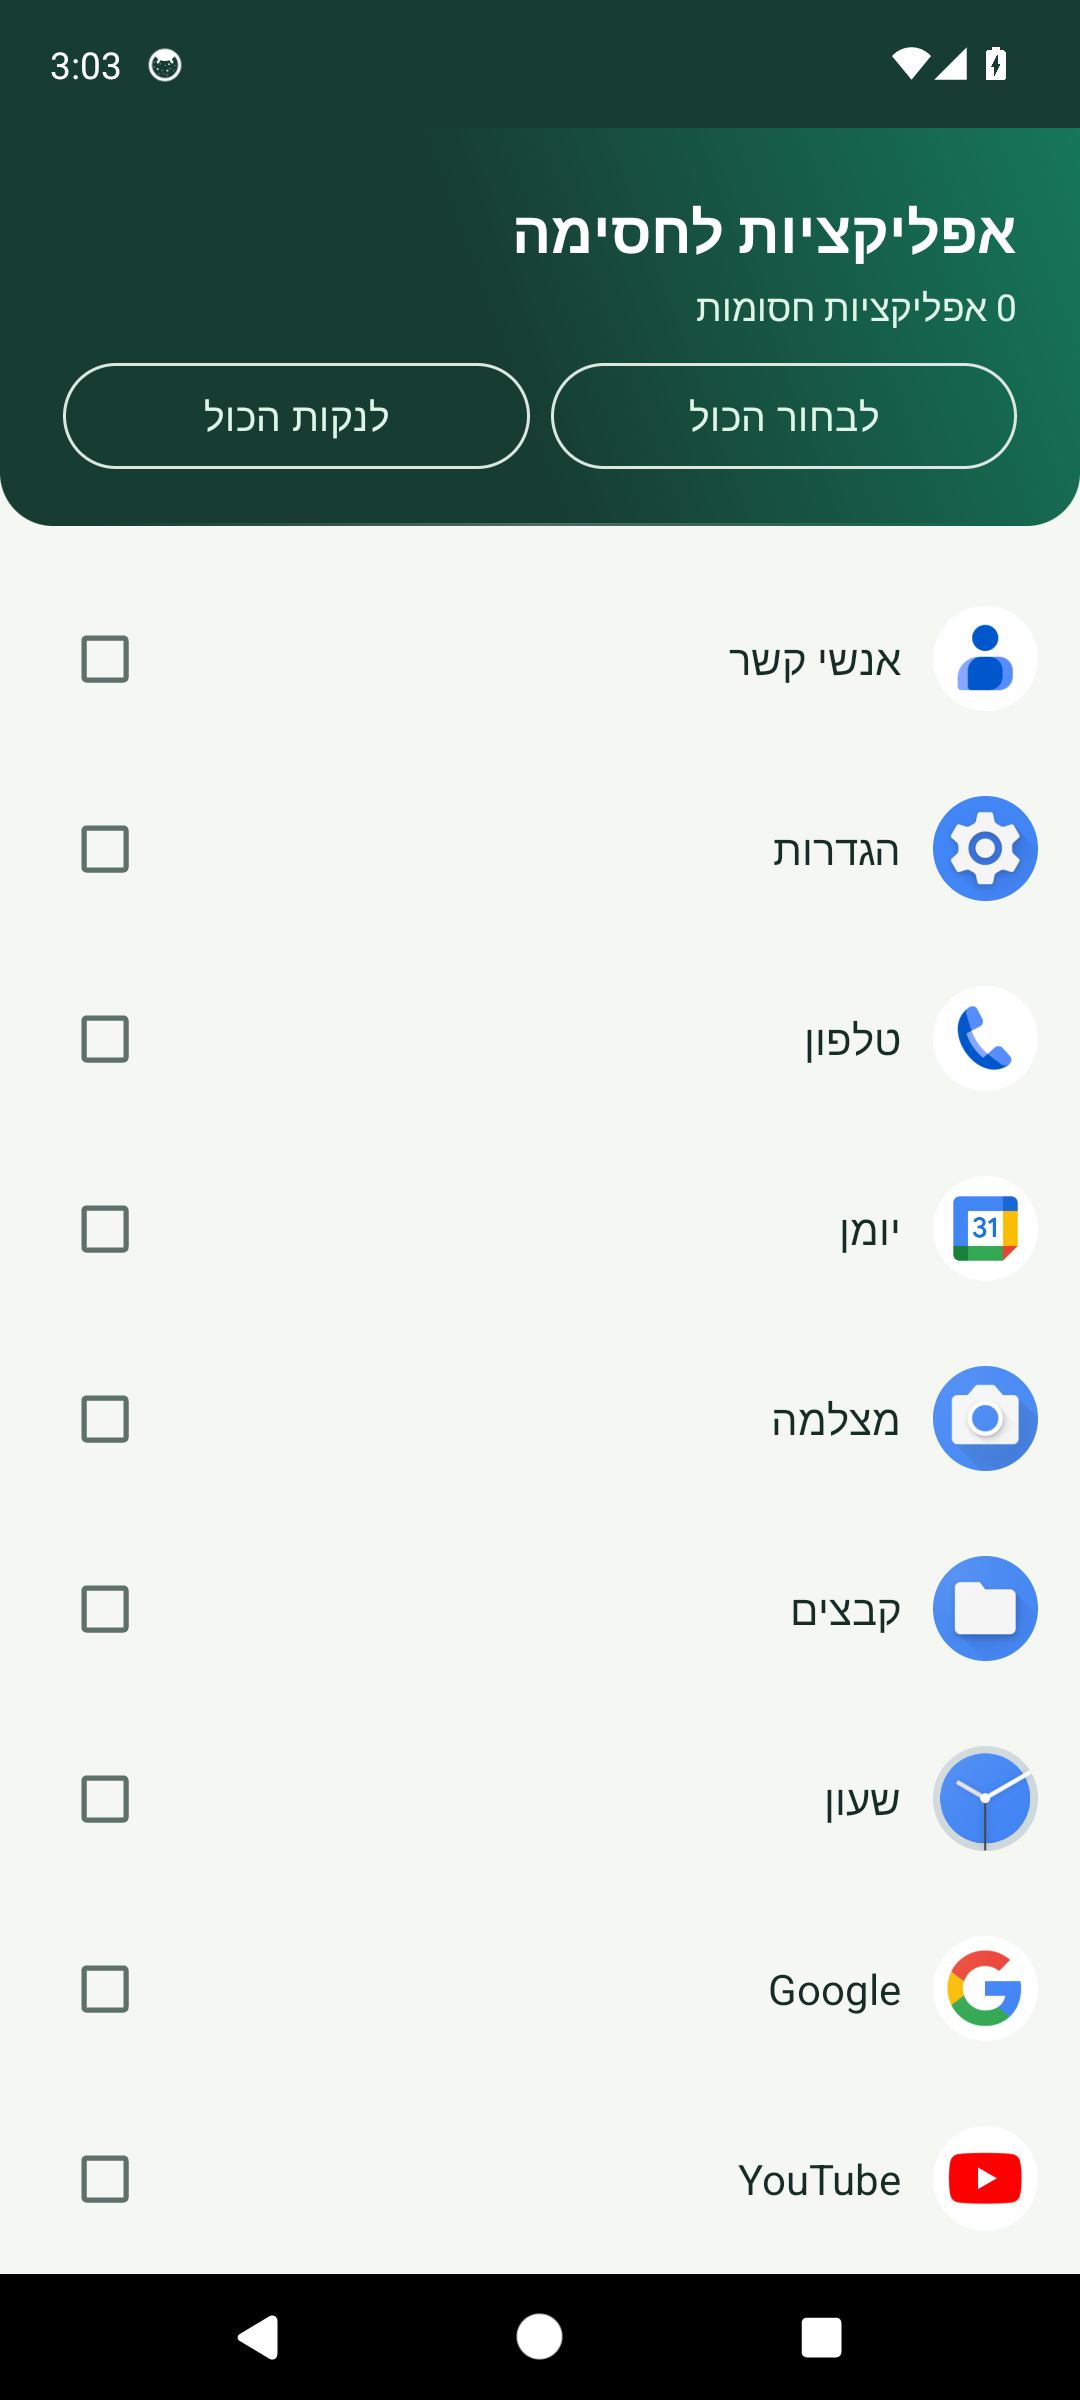 3:03
אפליקציות לחסימה
0 אפליקציות חסומות
לבחור הכול
לנקות הכול
אנשי קשר
הגדרות
טלפון
יומן
31
מצלמה
קבצים
שעון
Google
YouTube